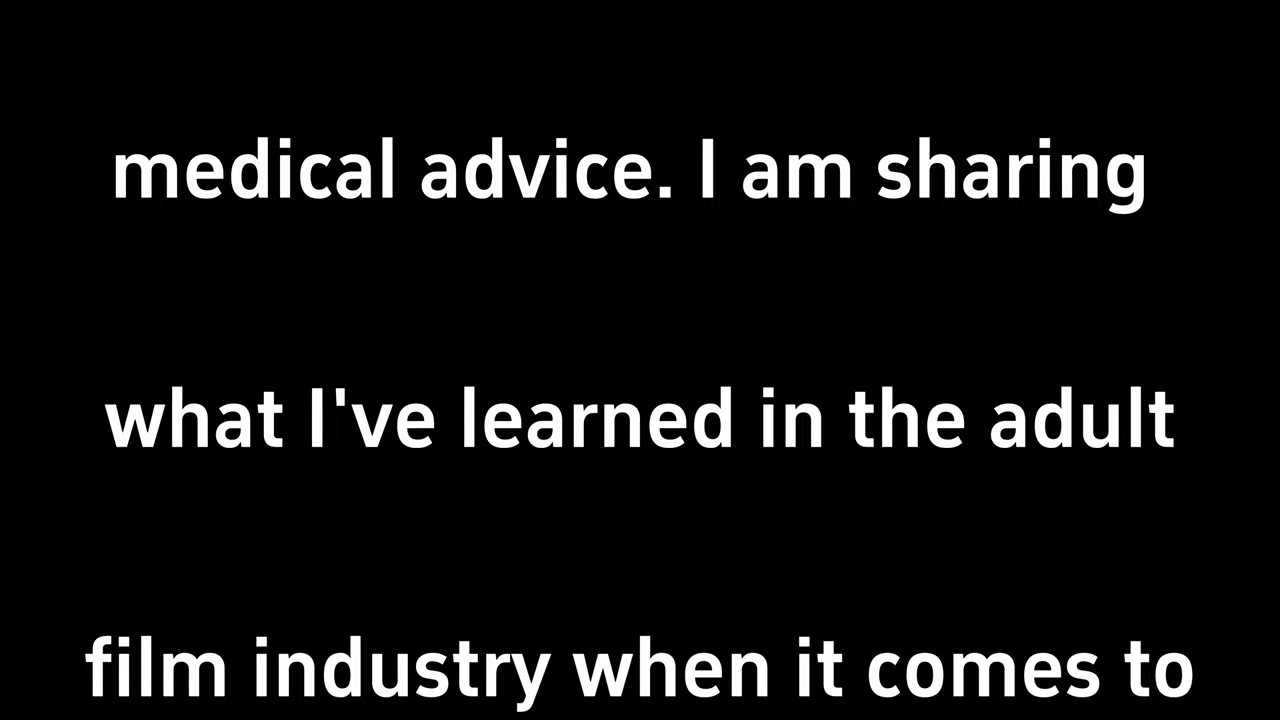 medical advice. I am sharing
what I've learned in the adult
film industry when it comes to